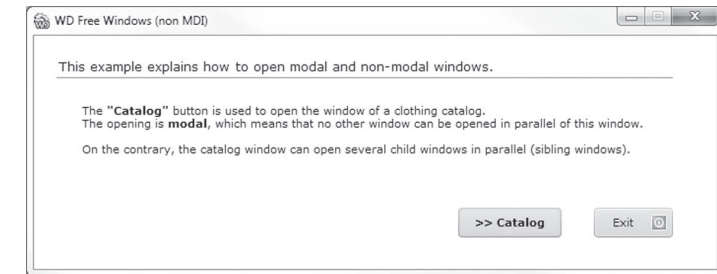 WD Free Windows (non MDI)
This example explains how to open modal and non-modal windows.
The "Catalog" button is used to open the window of a clothing catalog.
The opening is modal, which means that no other window can be opened in parallel of this window.
On the contrary, the catalog window can open several child windows in parallel (sibling windows).
>> Catalog
Exit